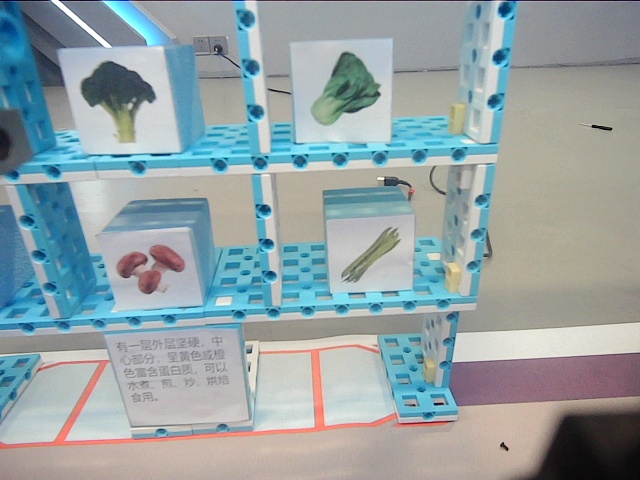 有一层外层坚硬，中
心部分，呈黄色或橙
色富含蛋白质，可以
水煮，煎，炒，烘焙
食用。